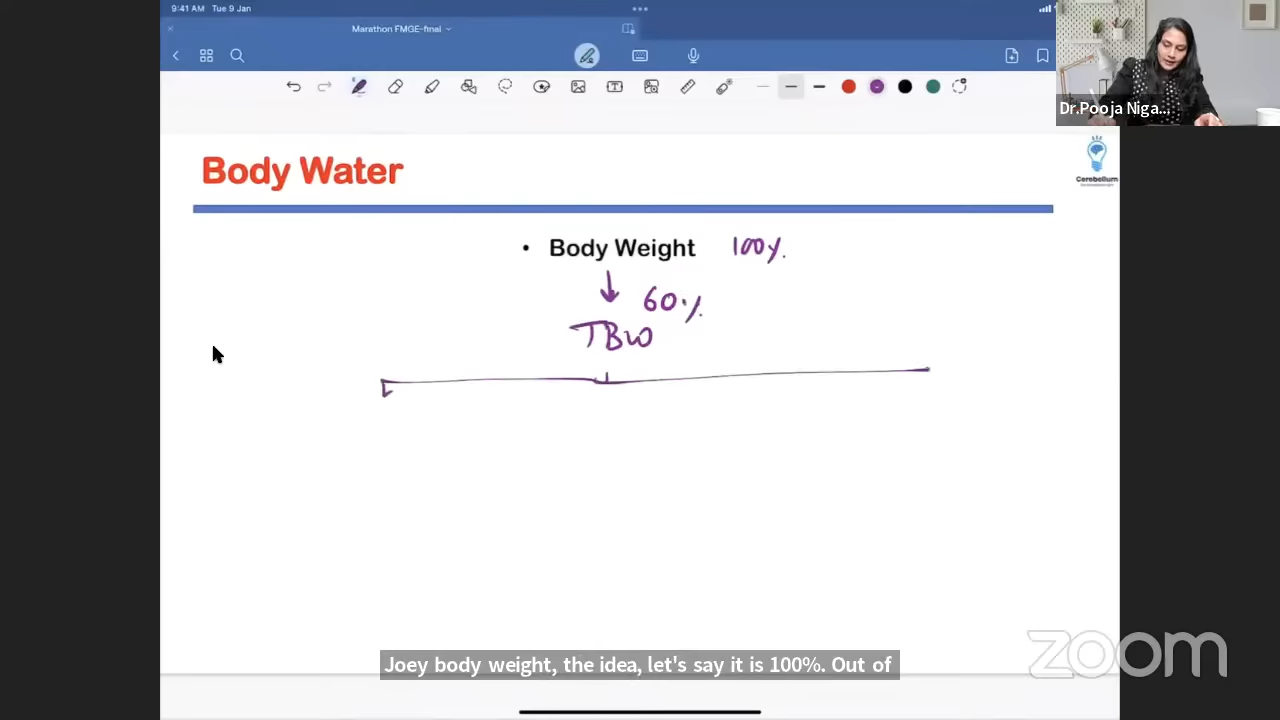 9:41 AM Tue 9 Jan
Marathon FMGE-final
Dr.Pooja Niga...
Body Water
Cerebellum
• Body Weight 100%
60%
TBW
Joey body weight, the idea, let's say it is 100%. Out of
zoom